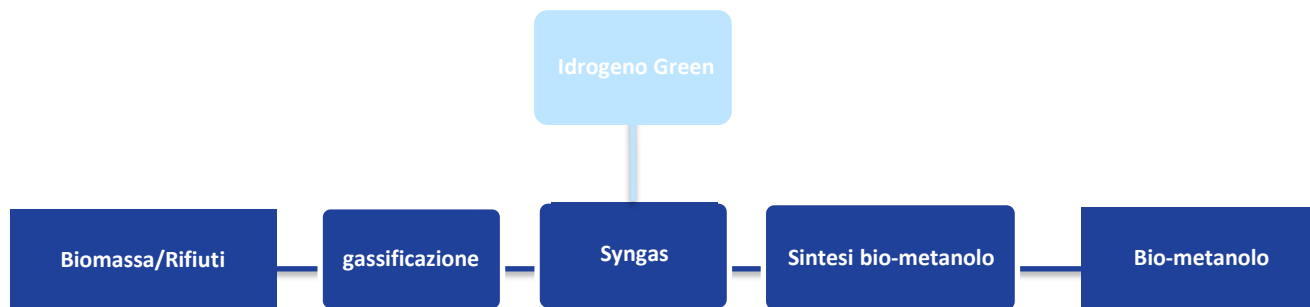 Idrogeno Green
Biomassa/Rifiuti
gassificazione
Syngas
Sintesi bio-metanolo
Bio-metanolo